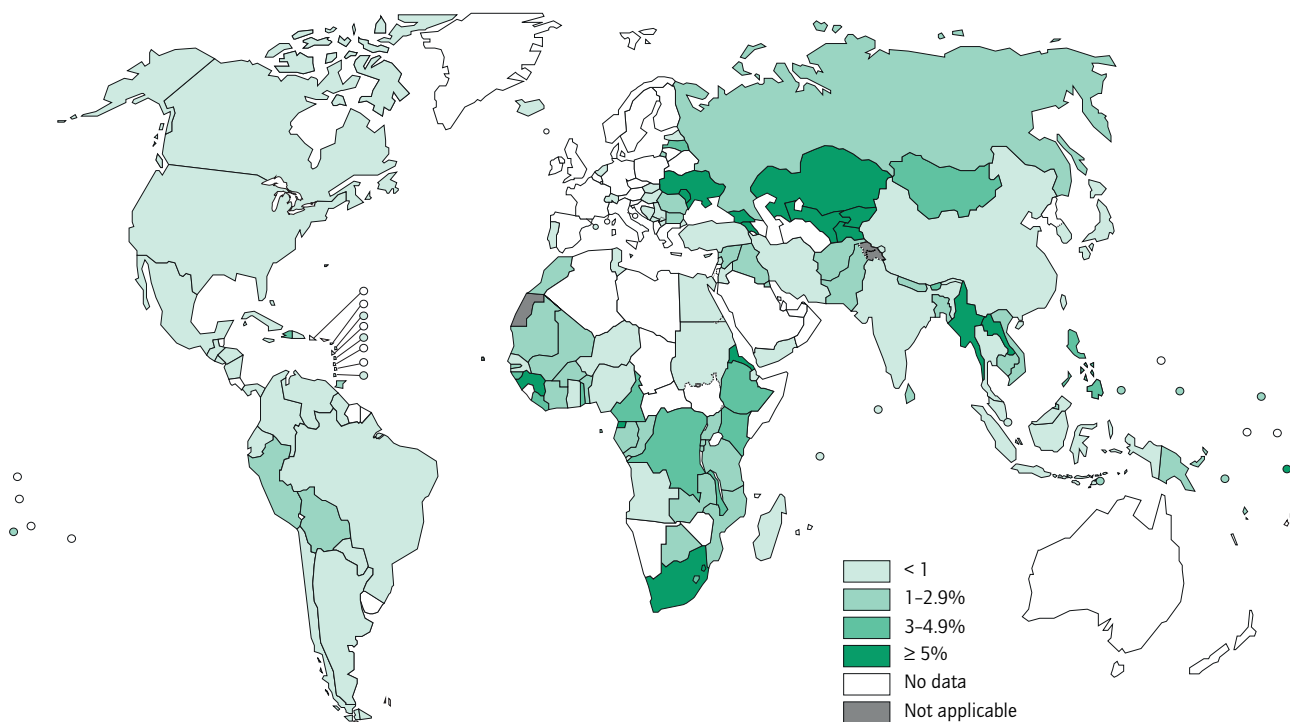 < 1
1–2.9%
3–4.9%
≥ 5%
No data
Not applicable